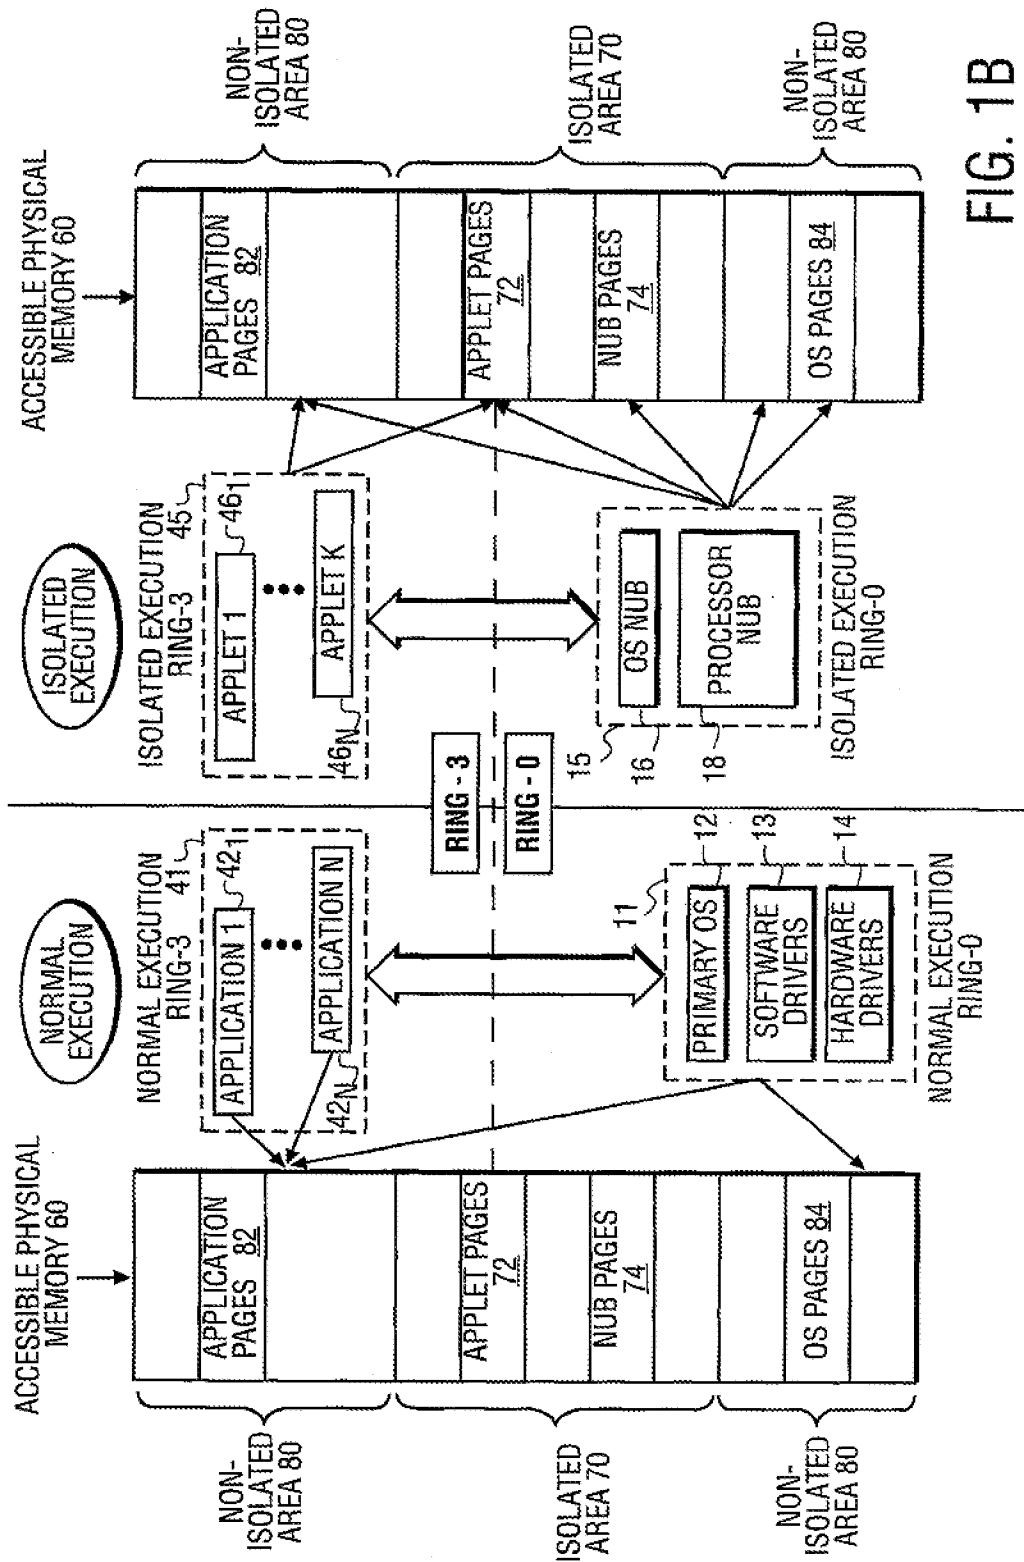 ACCESSIBLE PHYSICAL
MEMORY 60
NON-
ISOLATED
AREA 80
ISOLATED
AREA 70
NON-
ISOLATED
AREA 80
APPLICATION
PAGES 82
APPLET PAGES
72
NUB PAGES
74
OS PAGES 84
NORMAL
EXECUTION
NORMAL EXECUTION
RING-3
41
APPLICATION 1
42₁
APPLICATION N
42N
11
PRIMARY OS
12
SOFTWARE
DRIVERS
13
HARDWARE
DRIVERS
14
NORMAL EXECUTION
RING-0
RING - 3
RING - 0
ISOLATED
EXECUTION
ISOLATED EXECUTION
RING-3
45
APPLET 1
46₁
APPLET K
46N
15
OS NUB
16
PROCESSOR
NUB
18
ISOLATED EXECUTION
RING-0
ACCESSIBLE PHYSICAL
MEMORY 60
APPLICATION
PAGES 82
APPLET PAGES
72
NUB PAGES
74
OS PAGES 84
NON-
ISOLATED
AREA 80
ISOLATED
AREA 70
NON-
ISOLATED
AREA 80
FIG. 1B